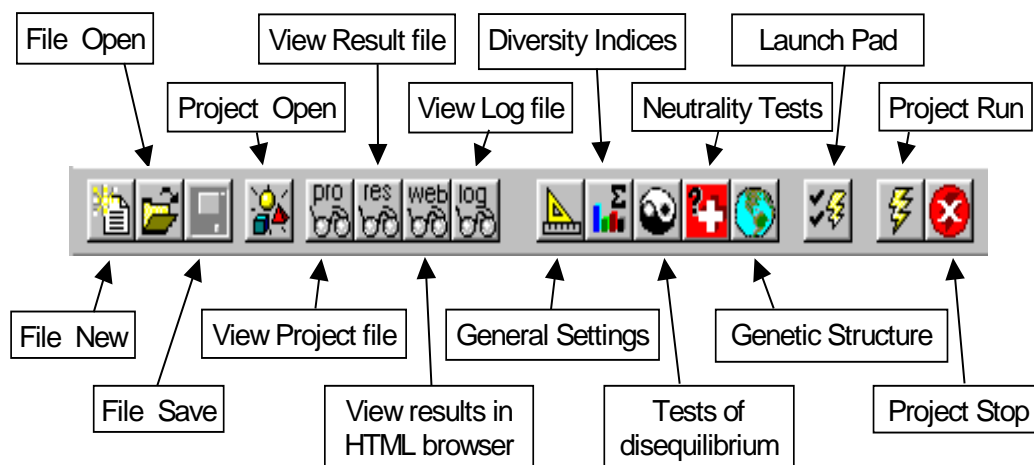 File Open
View Result file
Diversity Indices
Launch Pad
Project Open
View Log file
Neutrality Tests
Project Run
pro
res
web
log
Σ
?
File New
View Project file
General Settings
Genetic Structure
File Save
View results in
HTML browser
Tests of
disequilibrium
Project Stop